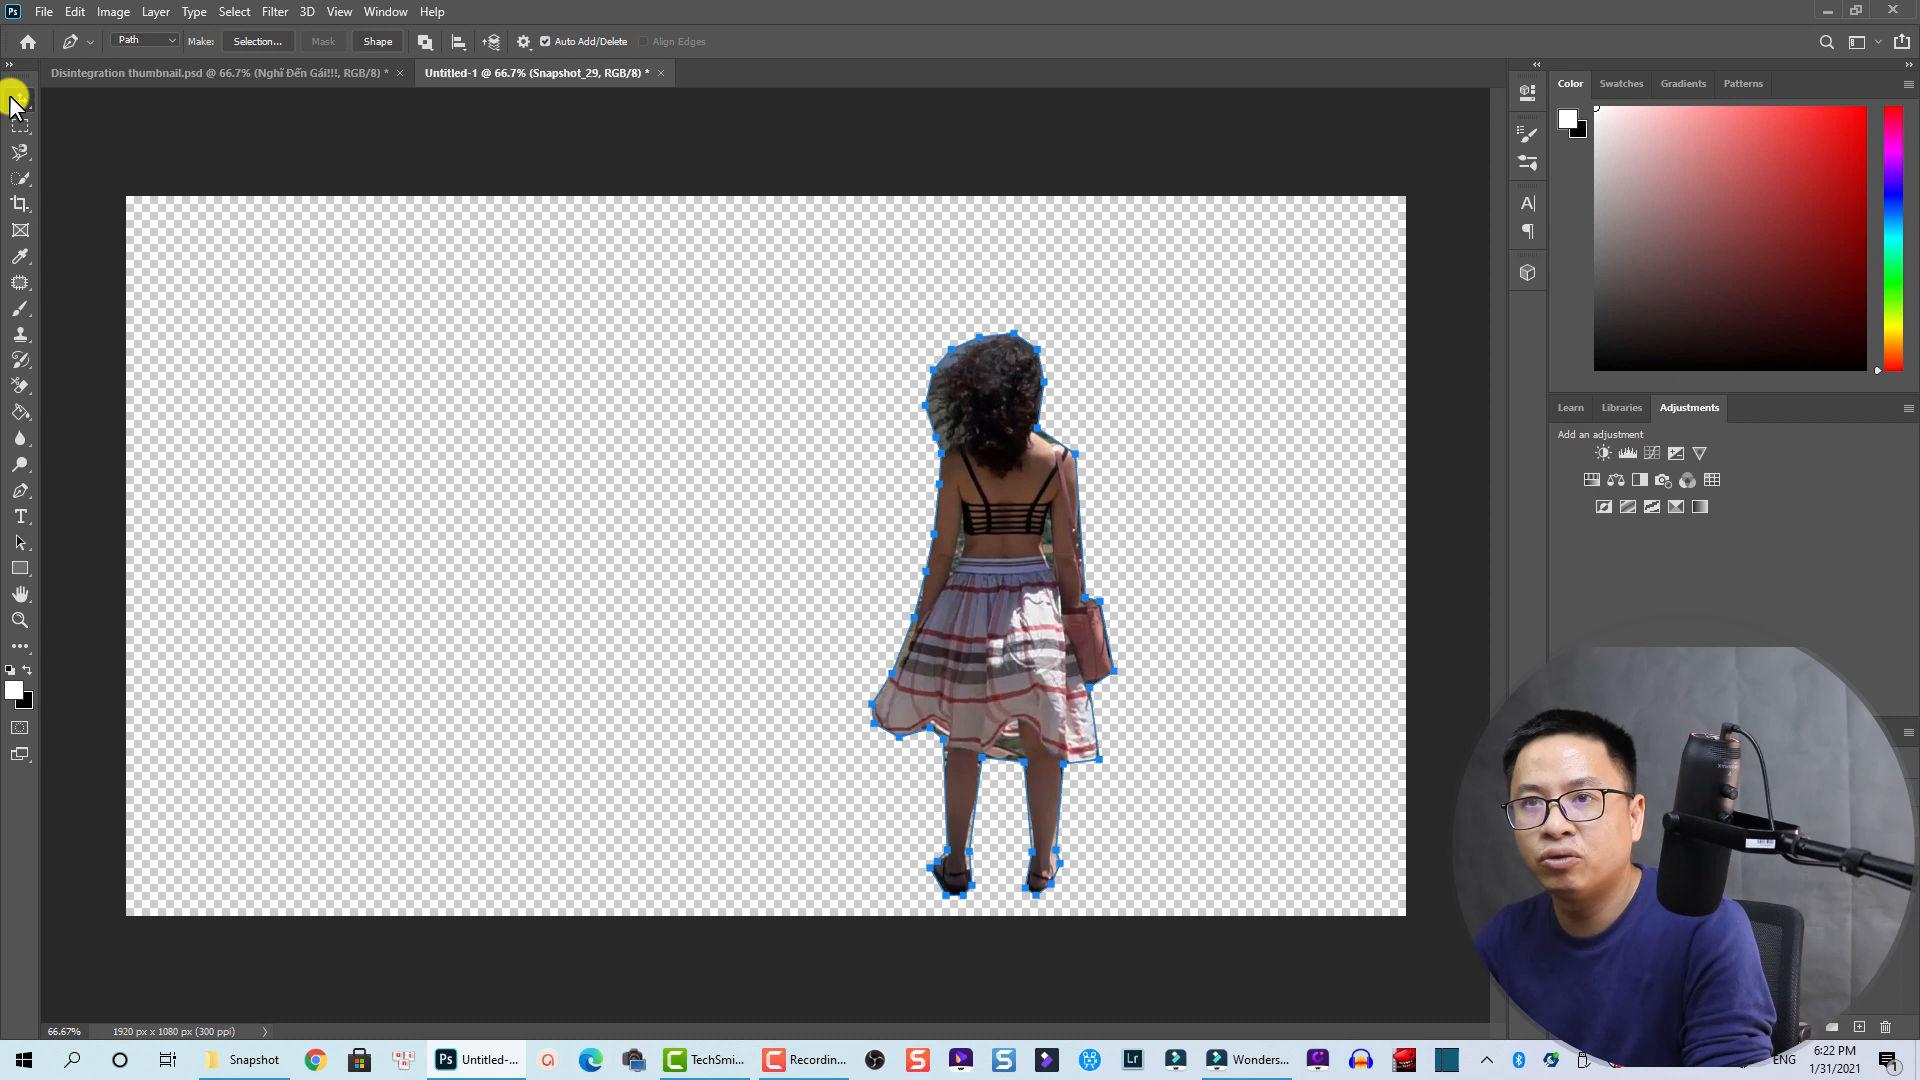 Ps File Edit Image Layer Type Select Filter 3D View Window Help
Path Make: Selection... Mask Shape Auto Add/Delete Align Edges
Disintegration thumbnail.psd @ 66.7% (Nghĩ Đến Gái!!!, RGB/8) * × Untitled-1 @ 66.7% (Snapshot_29, RGB/8) * ×
Color Swatches Gradients Patterns
Learn Libraries Adjustments
Add an adjustment
66.67% 1920 px x 1080 px (300 ppi)
Snapshot Ps Untitled-... TechSmi... Recordin... Lr Wonders... ENG 6:22 PM
1/31/2021